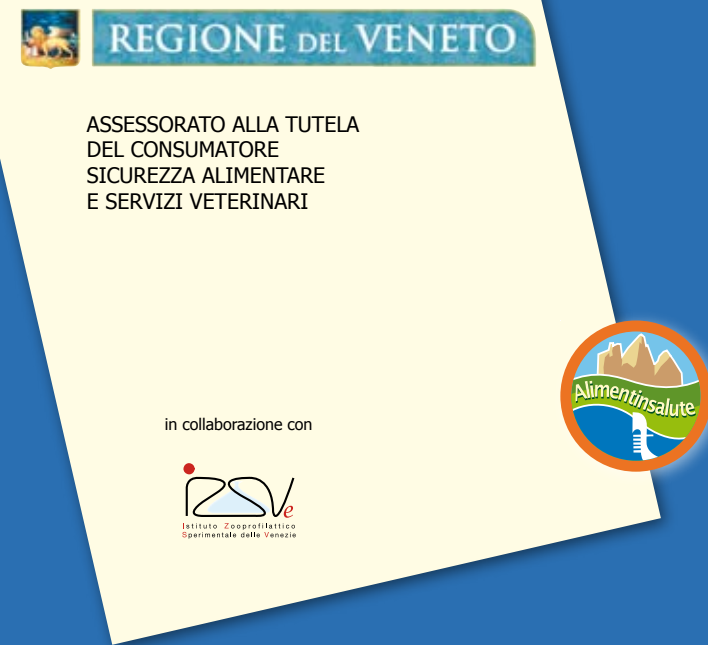 REGIONE DEL VENETO
ASSESSORATO ALLA TUTELA
DEL CONSUMATORE
SICUREZZA ALIMENTARE
E SERVIZI VETERINARI
Alimentinsalute
in collaborazione con
izsVe
Istituto Zooprofilattico
Sperimentale delle Venezie